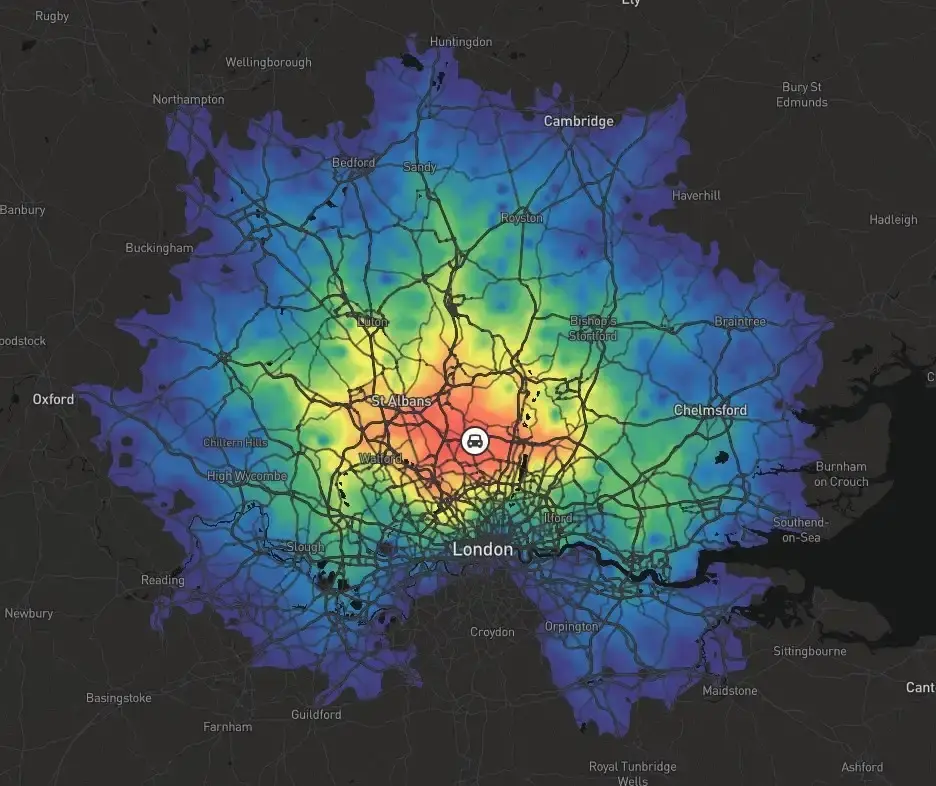 Ely
Rugby
Huntingdon
Wellingborough
Bury St
Edmunds
Northampton
Cambridge
Bedford
Sandy
Haverhill
Banbury
Royston
Hadleigh
Buckingham
Luton
Bishop's
Stortford
Braintree
oodstock
C
Oxford
St Albans
Chelmsford
Chiltern Hills
Watford
High Wycombe
Burnham
on Crouch
Ilford
Southend-
on-Sea
Slough
London
Reading
Newbury
Croydon
Orpington
Sittingbourne
Basingstoke
Maidstone
Cant
Guildford
Farnham
Royal Tunbridge
Wells
Ashford